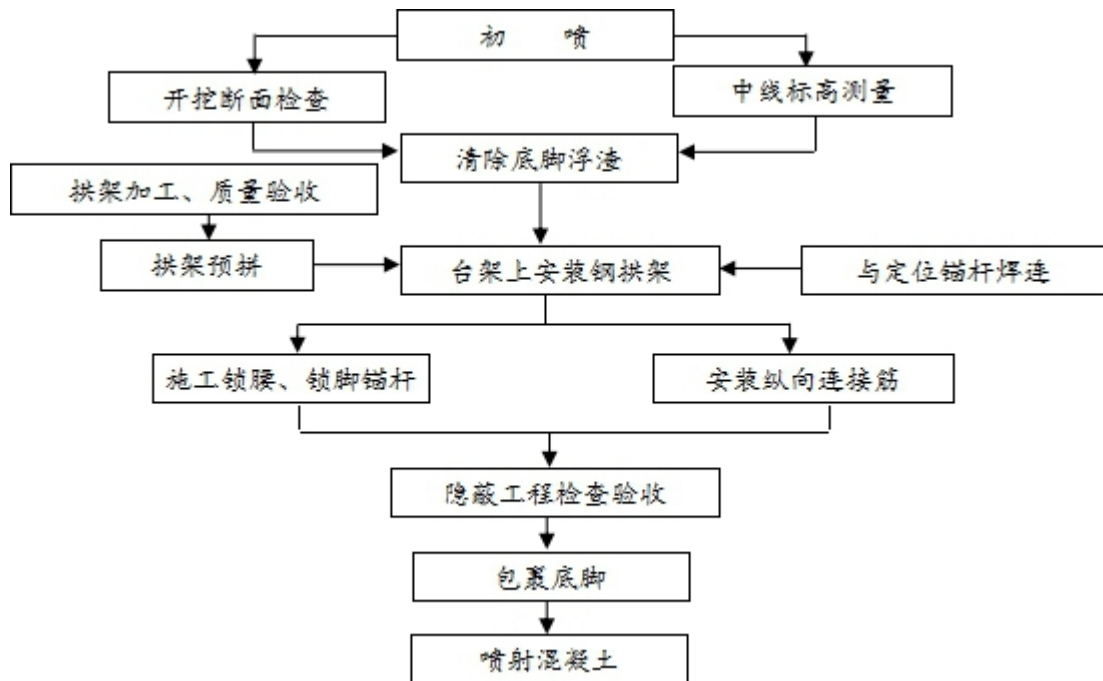 初 喷
开挖断面检查
中线标高测量
清除底脚浮渣
拱架加工、质量验收
拱架预拼
台架上安装钢拱架
与定位锚杆焊连
施工锁腰、锁脚锚杆
安装纵向连接筋
隐蔽工程检查验收
包裹底脚
喷射混凝土